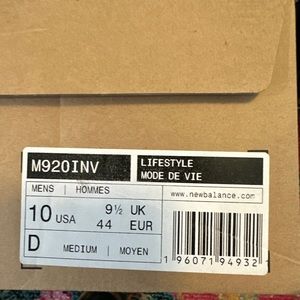 M920INV
LIFESTYLE
MODE DE VIE
MENS | HOMMES
www.newbalance.com
10 USA
9½ UK
44 EUR
D
MEDIUM | MOYEN
1 96071 94932